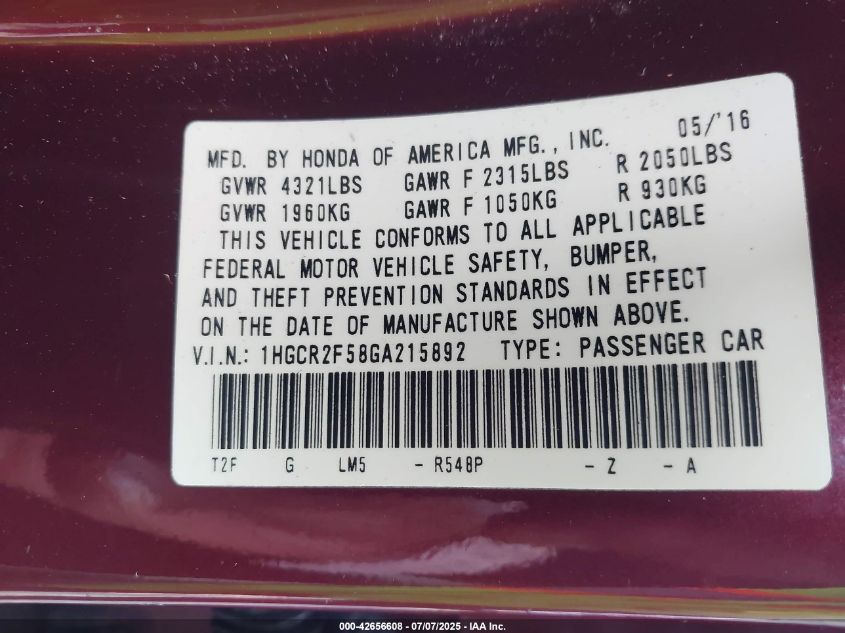 MFD. BY HONDA OF AMERICA MFG., INC. 05/'16
GVWR 4321LBS GAWR F 2315LBS R 2050LBS
GVWR 1960KG GAWR F 1050KG R 930KG
THIS VEHICLE CONFORMS TO ALL APPLICABLE
FEDERAL MOTOR VEHICLE SAFETY, BUMPER,
AND THEFT PREVENTION STANDARDS IN EFFECT
ON THE DATE OF MANUFACTURE SHOWN ABOVE.
V.I.N.: 1HGCR2F58GA215892 TYPE: PASSENGER CAR
T2F G LM5 - R548P - Z - A
000-42656608 - 07/07/2025 - IAA Inc.